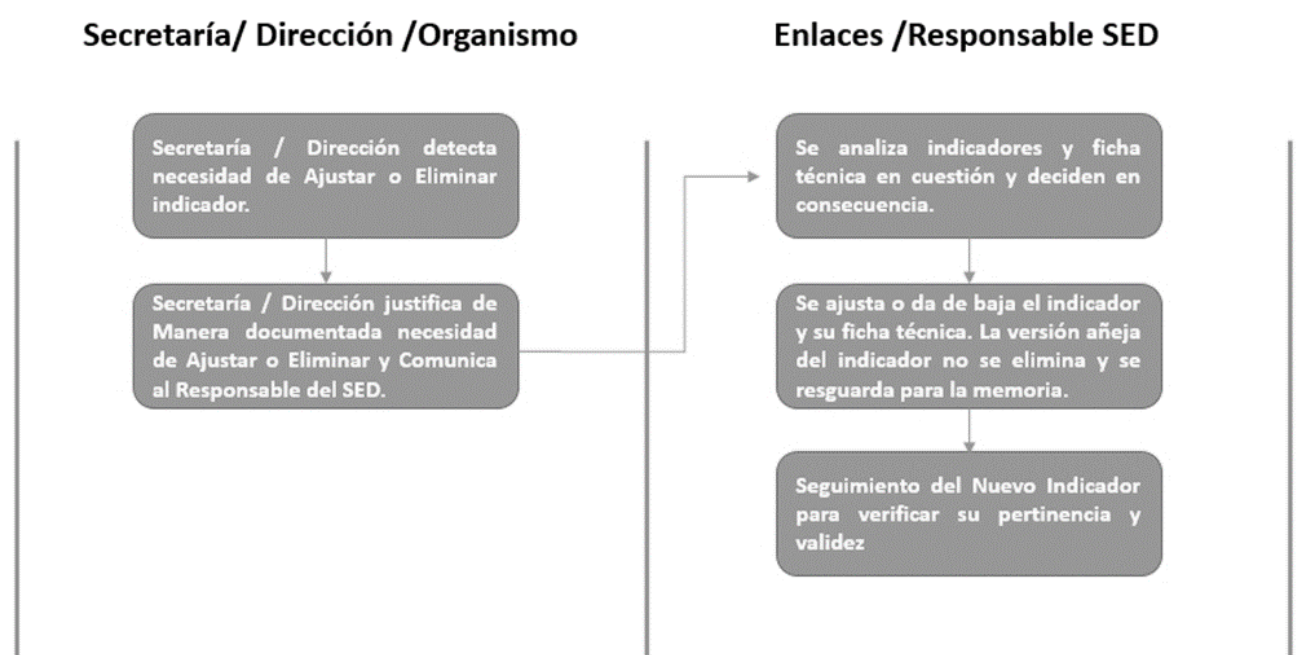 Secretaría/ Dirección /Organismo
Secretaría / Dirección detecta
necesidad de Ajustar o Eliminar
indicador.
Secretaría / Dirección justifica de
Manera documentada necesidad
de Ajustar o Eliminar y Comunica
al Responsable del SED.
Enlaces /Responsable SED
Se analiza indicadores y ficha
técnica en cuestión y deciden en
consecuencia.
Se ajusta o da de baja el indicador
y su ficha técnica. La versión añeja
del indicador no se elimina y se
resguarda para la memoria.
Seguimiento del Nuevo Indicador
para verificar su pertinencia y
validez